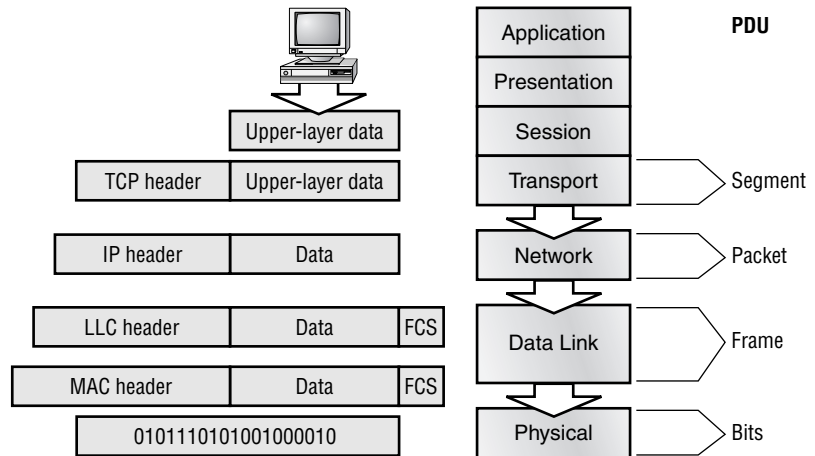 Application PDU
Presentation
Upper-layer data Session
TCP header Upper-layer data Transport Segment
IP header Data Network Packet
LLC header Data FCS Data Link Frame
MAC header Data FCS
0101110101001000010 Physical Bits